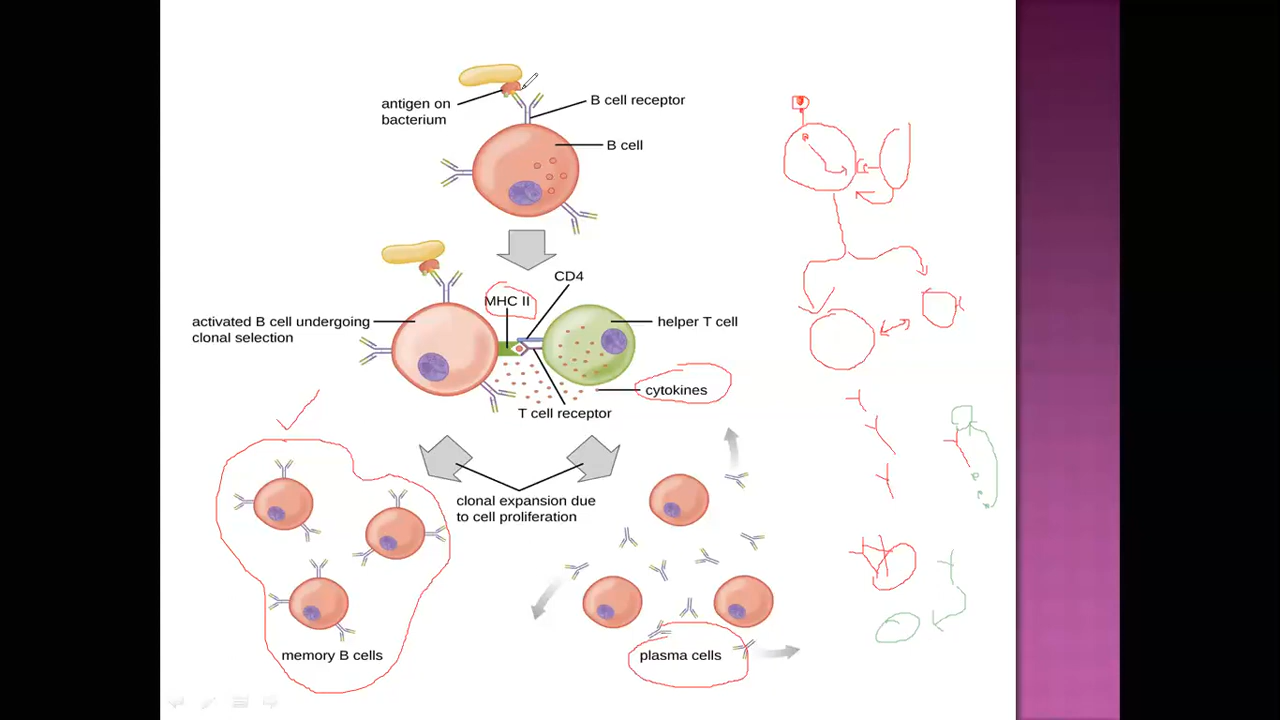 antigen on
bacterium
B cell receptor
B cell
CD4
MHC II
activated B cell undergoing
clonal selection
helper T cell
cytokines
T cell receptor
clonal expansion due
to cell proliferation
memory B cells
plasma cells